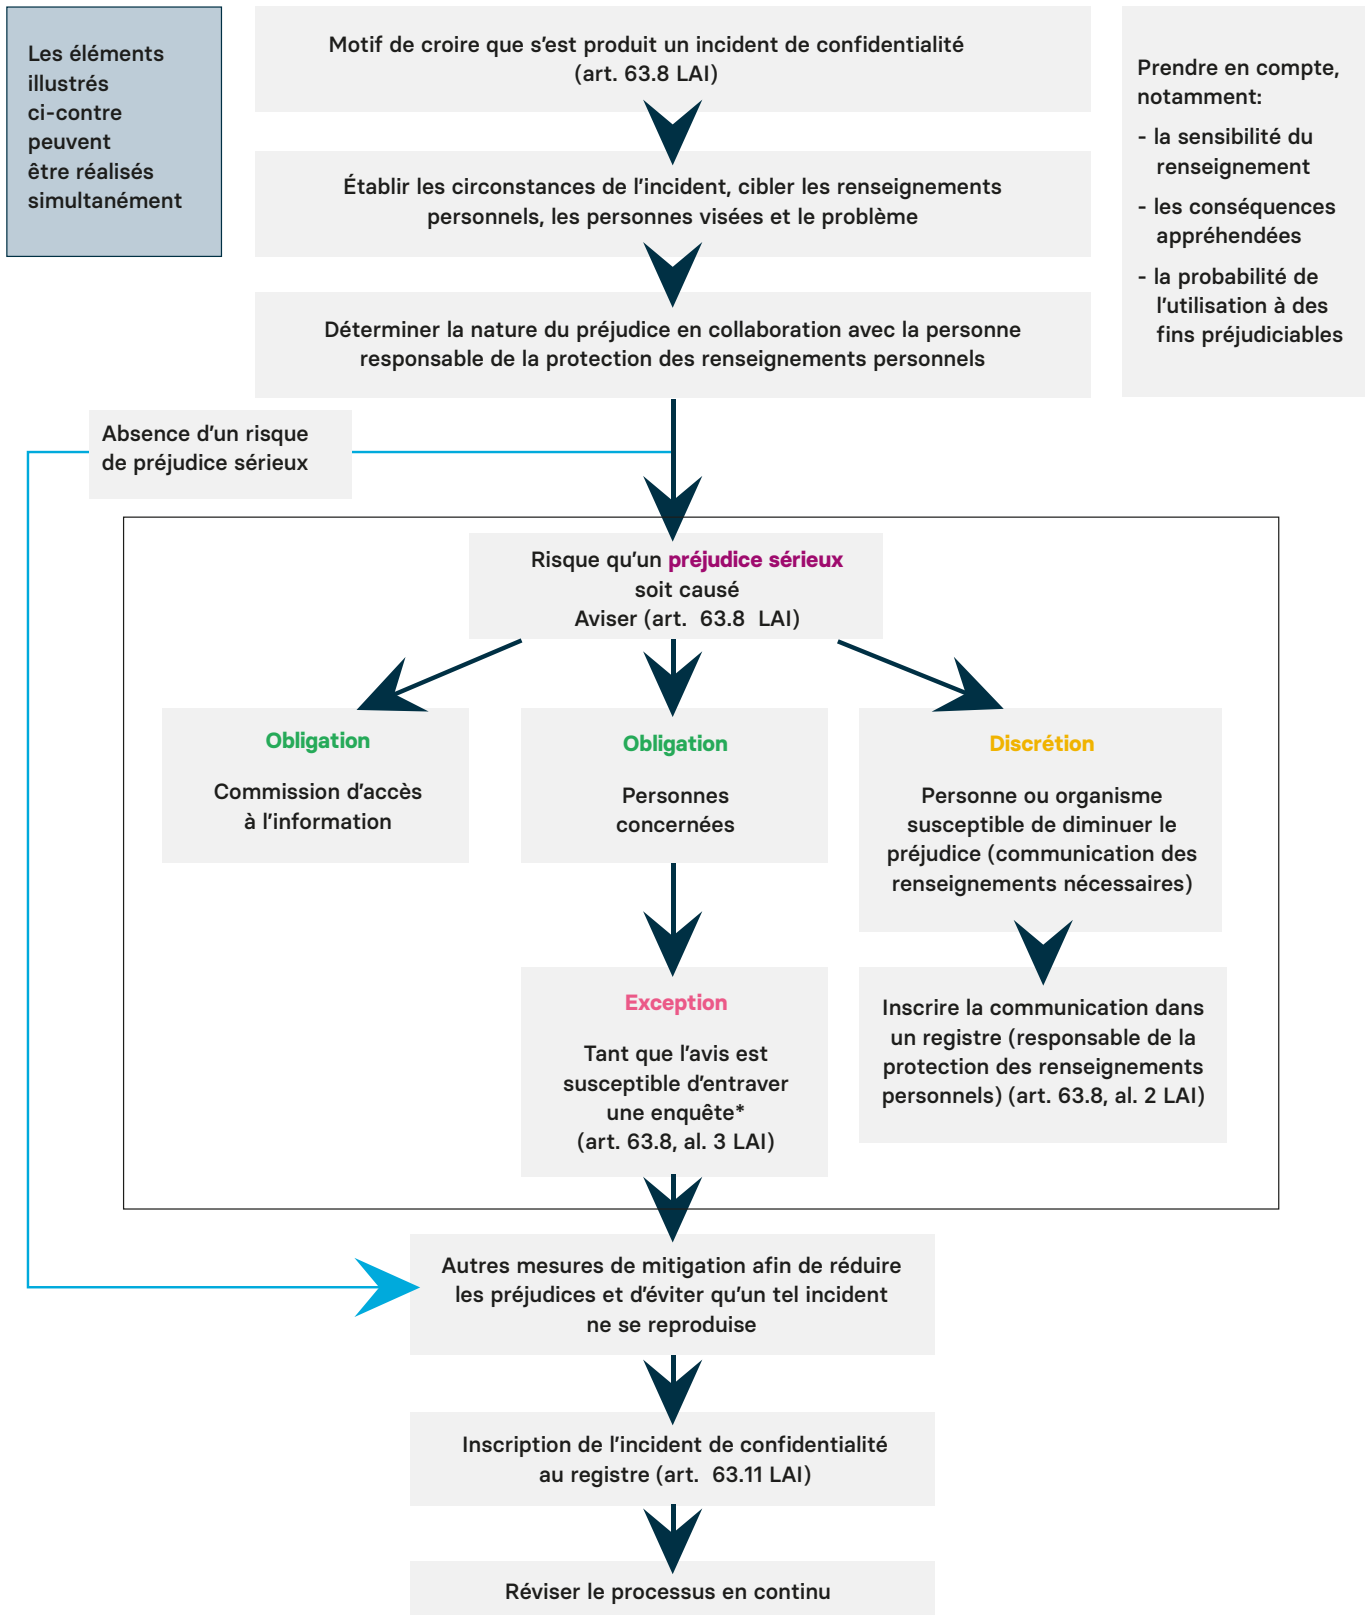 Les éléments
illustrés
ci-contre
peuvent
être réalisés
simultanément
Motif de croire que s’est produit un incident de confidentialité
(art. 63.8 LAI)
Prendre en compte,
notamment:
- la sensibilité du
renseignement
- les conséquences
appréhendées
- la probabilité de
l’utilisation à des
fins préjudiciables
Établir les circonstances de l’incident, cibler les renseignements
personnels, les personnes visées et le problème
Déterminer la nature du préjudice en collaboration avec la personne
responsable de la protection des renseignements personnels
Absence d’un risque
de préjudice sérieux
Risque qu’un préjudice sérieux
soit causé
Aviser (art. 63.8 LAI)
Obligation
Commission d’accès
à l’information
Obligation
Personnes
concernées
Discrétion
Personne ou organisme
susceptible de diminuer le
préjudice (communication des
renseignements nécessaires)
Exception
Tant que l’avis est
susceptible d’entraver
une enquête*
(art. 63.8, al. 3 LAI)
Inscrire la communication dans
un registre (responsable de la
protection des renseignements
personnels) (art. 63.8, al. 2 LAI)
Autres mesures de mitigation afin de réduire
les préjudices et d’éviter qu’un tel incident
ne se reproduise
Inscription de l’incident de confidentialité
au registre (art. 63.11 LAI)
Réviser le processus en continu